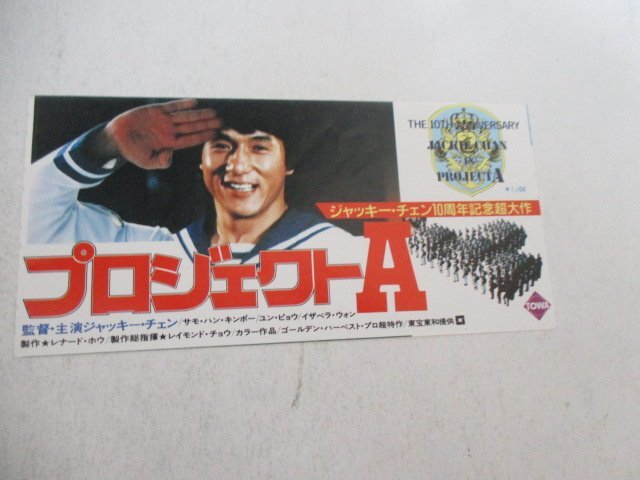 THE 10TH ANNIVERSARY
JACKIE CHAN
IN
PROJECT A
¥1,100
ジャッキー・チェン10周年記念超大作
プロジェクトA
TOWA
監督・主演ジャッキー・チェン/サモ・ハン・キンポー/ユン・ピョウ/イザベラ・ウォン
製作★レナード・ホウ/製作総指揮★レイモンド・チョウ/カラー作品/ゴールデン・ハーベスト・プロ超特作/東宝東和提供